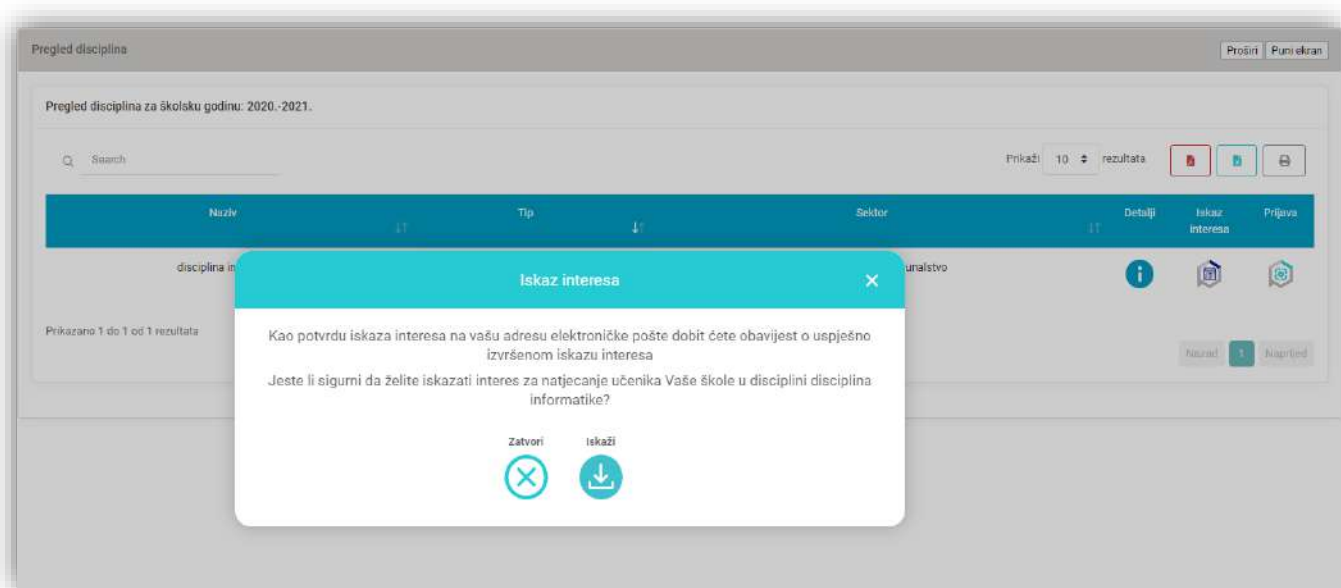 Pregled disciplina
Proširi Puni ekran
Pregled disciplina za školsku godinu: 2020.-2021.
Search
Prikaži 10 rezultata
Naziv Tip Sektor Detalji Iskaz Prijava
interesa
disciplina in
unalstvo
Prikazano 1 do 1 od 1 rezultata
Nazad 1 Naprijed
Iskaz interesa
Kao potvrdu iskaza interesa na vašu adresu elektroničke pošte dobit ćete obavijest o uspješno
izvršenom iskazu interesa
Jeste li sigurni da želite iskazati interes za natjecanje učenika Vaše škole u disciplini disciplina
informatike?
Zatvori Iskaži